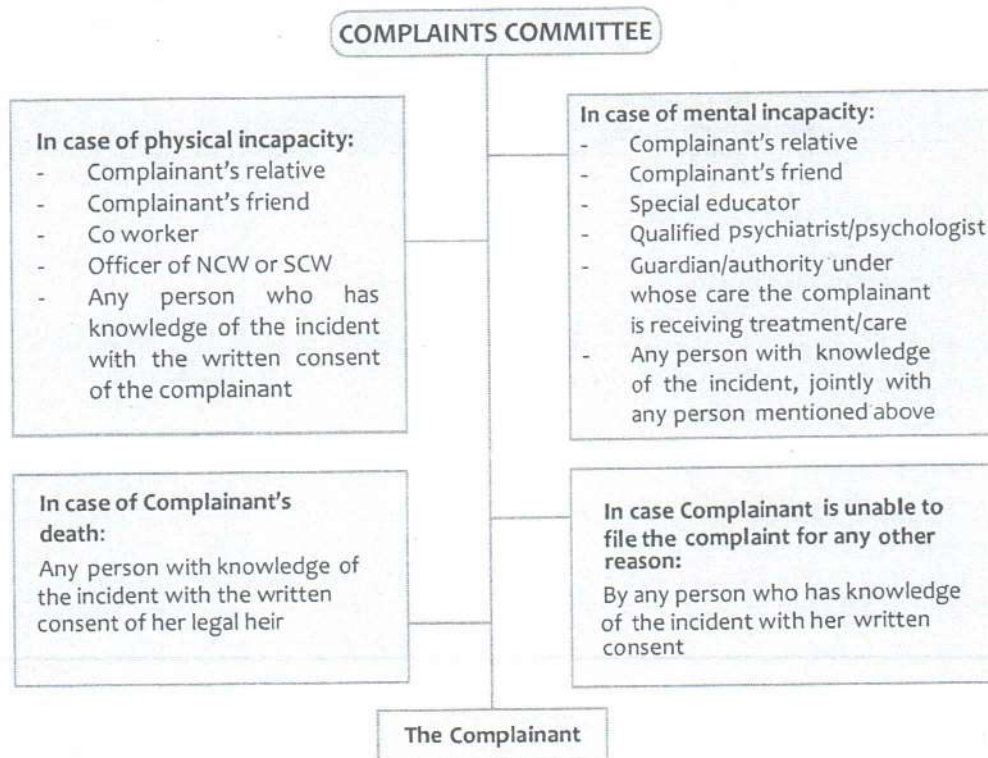 COMPLAINTS COMMITTEE
In case of physical incapacity:
- Complainant's relative
- Complainant's friend
- Co worker
- Officer of NCW or SCW
- Any person who has
knowledge of the incident
with the written consent
of the complainant
In case of mental incapacity:
- Complainant's relative
- Complainant's friend
- Special educator
- Qualified psychiatrist/psychologist
- Guardian/authority under
whose care the complainant
is receiving treatment/care
- Any person with knowledge
of the incident, jointly with
any person mentioned above
In case of Complainant's
death:
Any person with knowledge of
the incident with the written
consent of her legal heir
In case Complainant is unable to
file the complaint for any other
reason:
By any person who has knowledge
of the incident with her written
consent
The Complainant